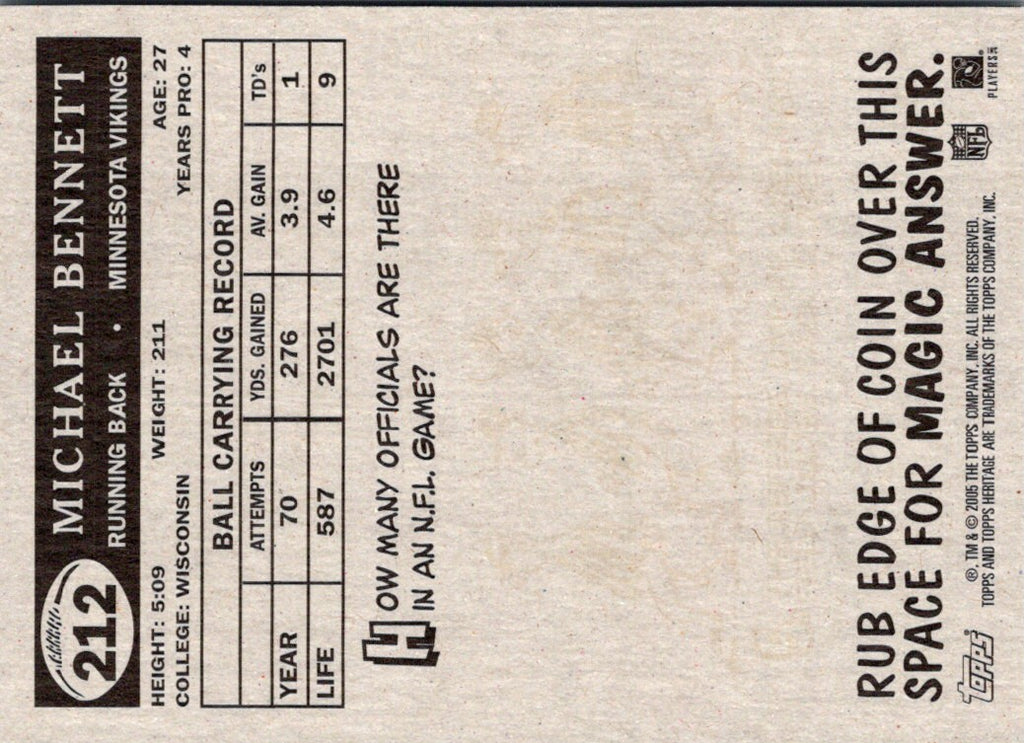 212
MICHAEL BENNETT
RUNNING BACK • MINNESOTA VIKINGS
HEIGHT: 5:09 WEIGHT: 211 AGE: 27
COLLEGE: WISCONSIN YEARS PRO: 4
BALL CARRYING RECORD
ATTEMPTS YDS. GAINED AV. GAIN TD's
YEAR 70 276 3.9 1
LIFE 587 2701 4.6 9
HOW MANY OFFICIALS ARE THERE
IN AN N.F.L. GAME?
RUB EDGE OF COIN OVER THIS
SPACE FOR MAGIC ANSWER.
topps®
®, TM & © 2005 THE TOPPS COMPANY, INC. ALL RIGHTS RESERVED.
TOPPS AND TOPPS HERITAGE ARE TRADEMARKS OF THE TOPPS COMPANY, INC.
NFL
PLAYERS INC